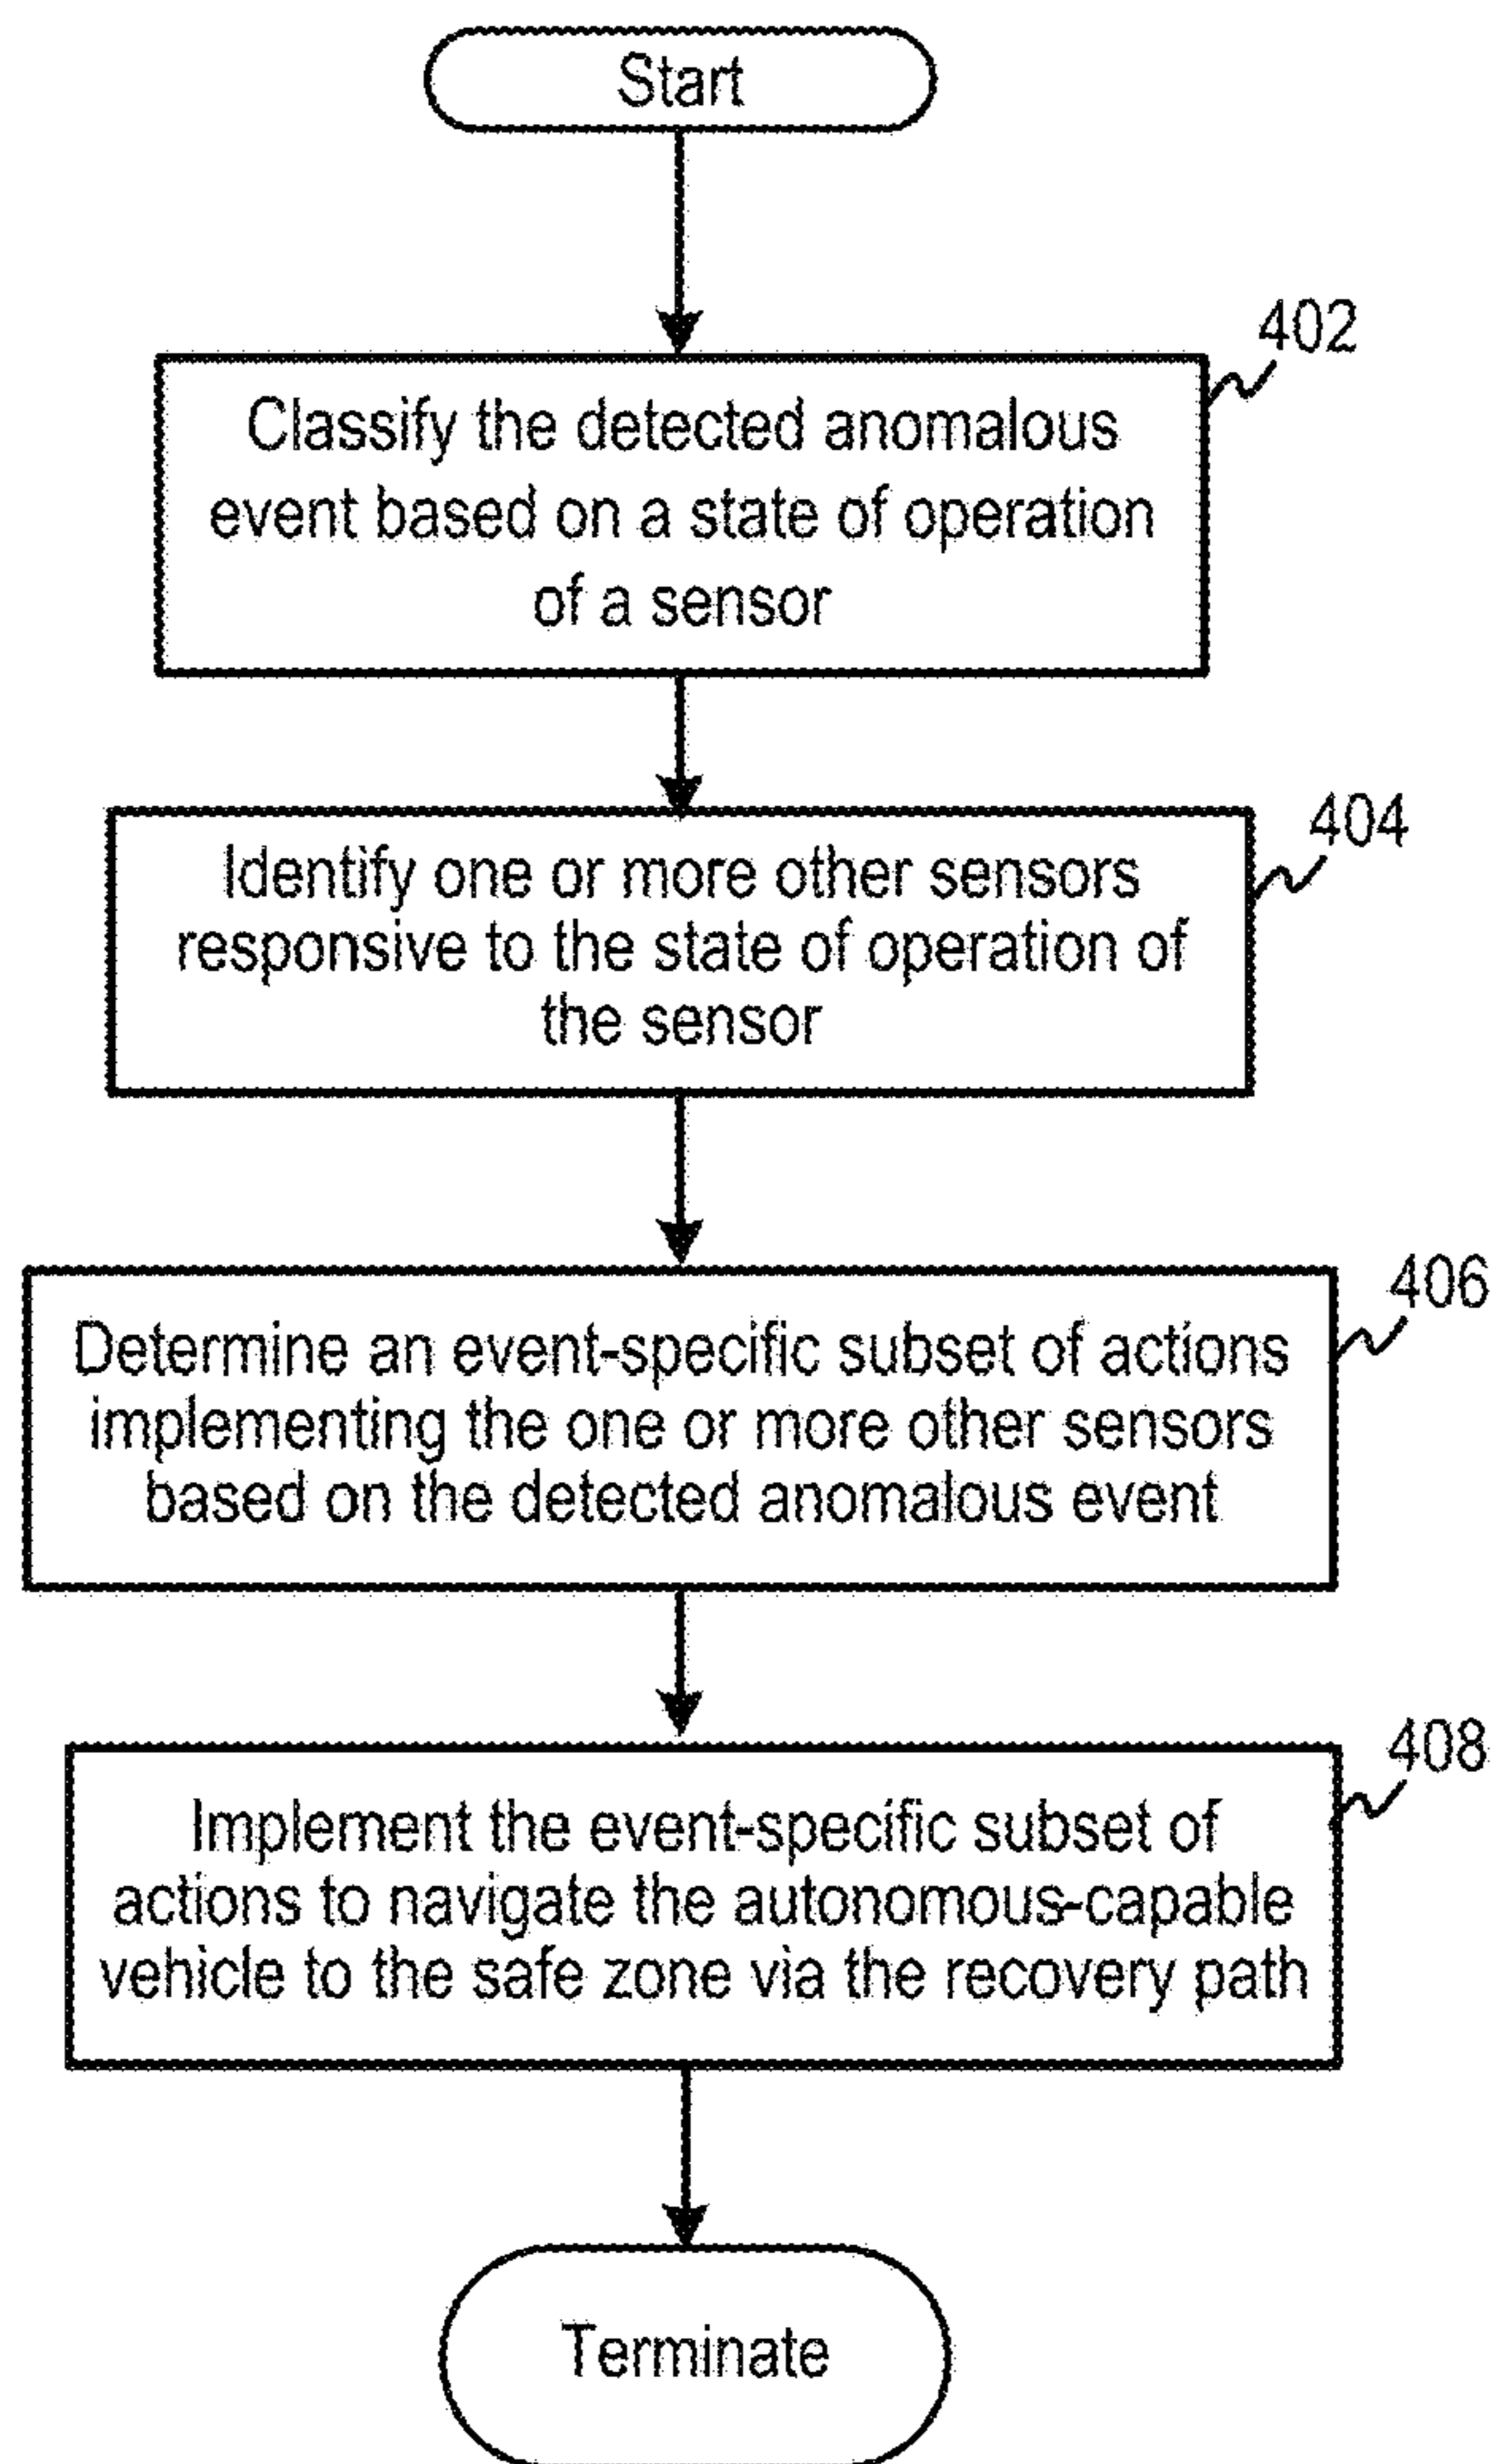 Start
402
Classify the detected anomalous
event based on a state of operation
of a sensor
404
Identify one or more other sensors
responsive to the state of operation of
the sensor
406
Determine an event-specific subset of actions
implementing the one or more other sensors
based on the detected anomalous event
408
Implement the event-specific subset of
actions to navigate the autonomous-capable
vehicle to the safe zone via the recovery path
Terminate